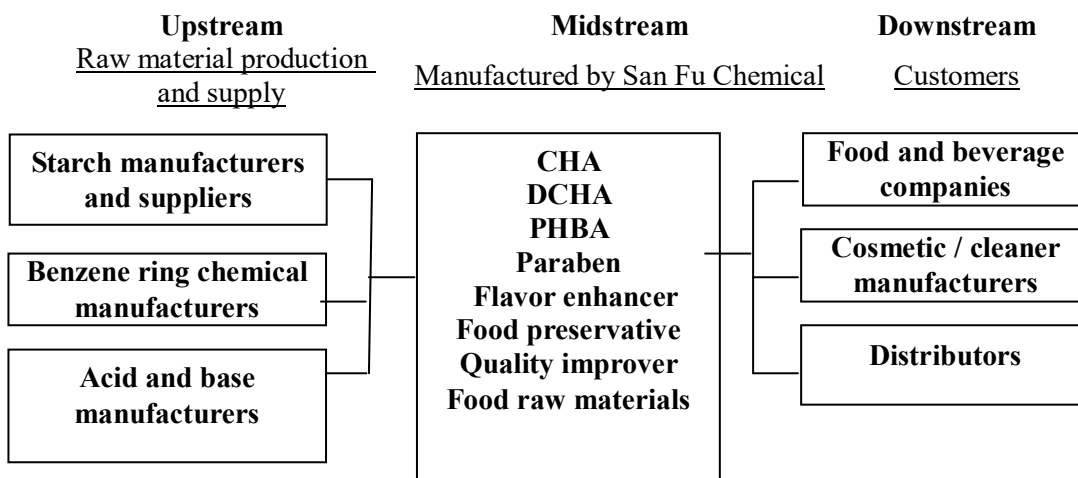 Upstream
Raw material production
and supply
Midstream
Manufactured by San Fu Chemical
Downstream
Customers
Starch manufacturers
and suppliers
Benzene ring chemical
manufacturers
Acid and base
manufacturers
CHA
DCHA
PHBA
Paraben
Flavor enhancer
Food preservative
Quality improver
Food raw materials
Food and beverage
companies
Cosmetic / cleaner
manufacturers
Distributors